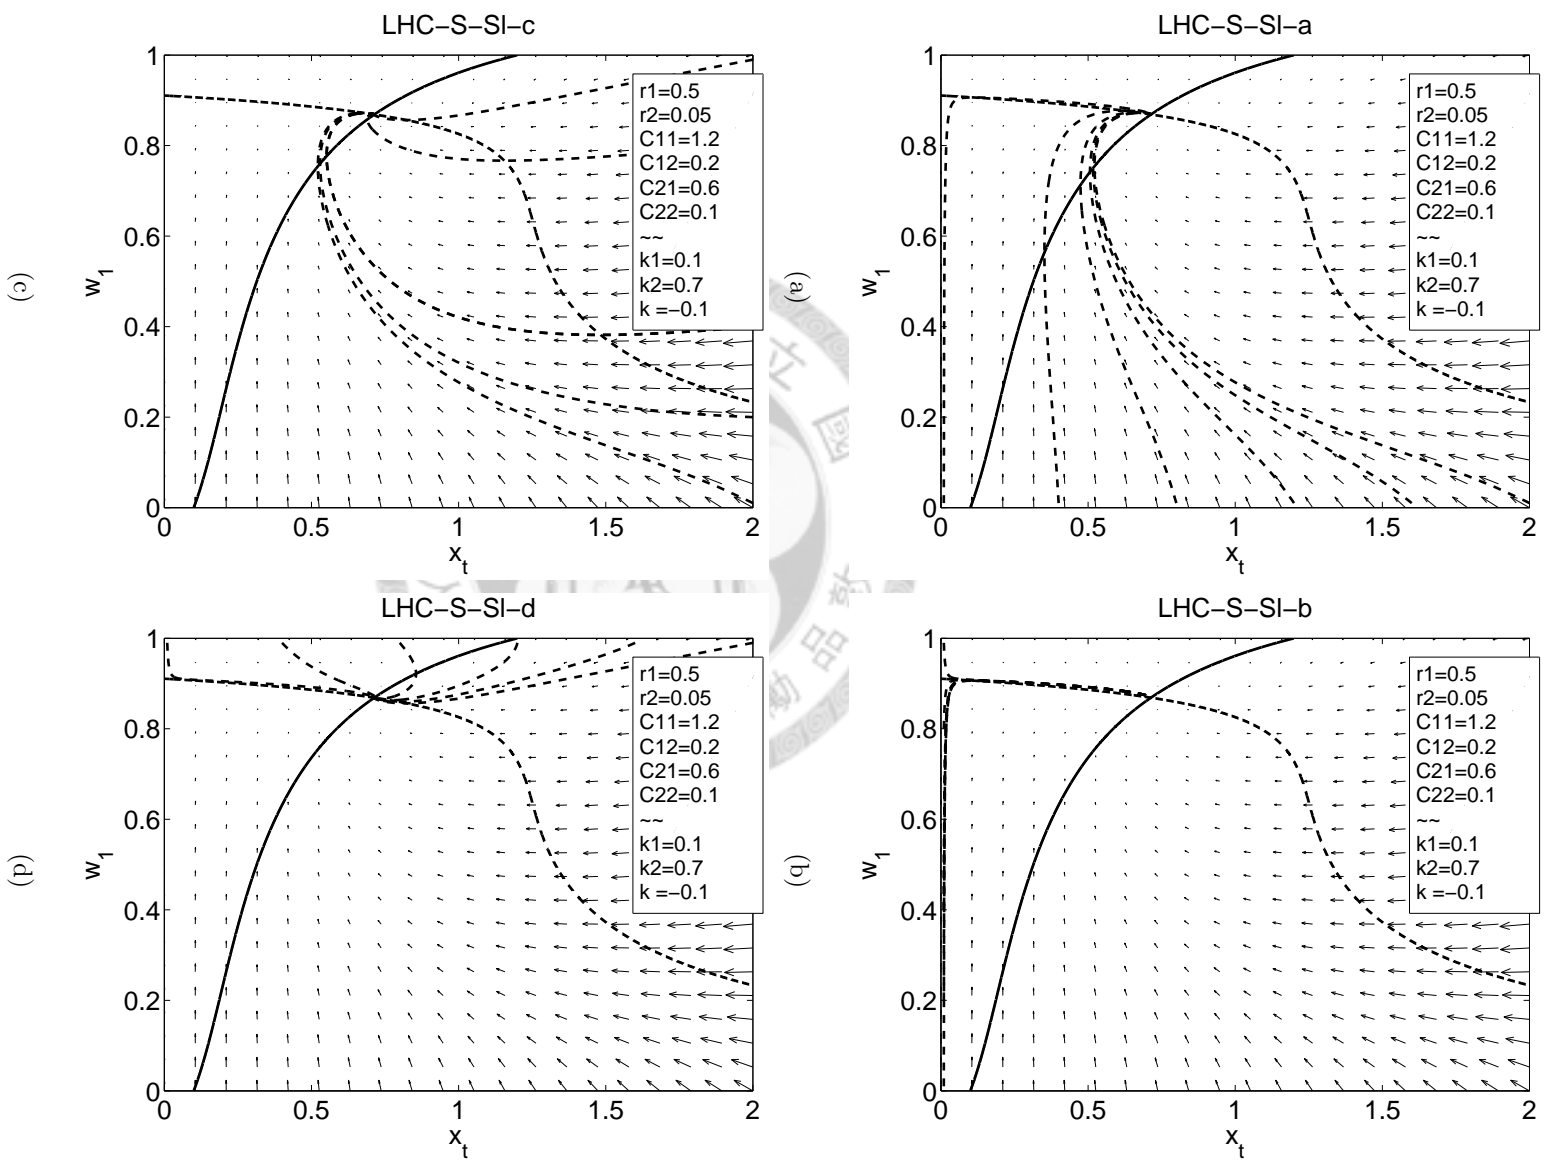 LHC−S−SI−c
1
0.8
0.6
0.4
0.2
0
0
0.5
1
1.5
2
w1
xt
r1=0.5
r2=0.05
C11=1.2
C12=0.2
C21=0.6
C22=0.1
~~
k1=0.1
k2=0.7
k =−0.1
(c)
LHC−S−SI−a
1
0.8
0.6
0.4
0.2
0
0
0.5
1
1.5
2
w1
xt
r1=0.5
r2=0.05
C11=1.2
C12=0.2
C21=0.6
C22=0.1
~~
k1=0.1
k2=0.7
k =−0.1
(a)
立
國
LHC−S−SI−d
1
0.8
0.6
0.4
0.2
0
0
0.5
1
1.5
2
w1
xt
r1=0.5
r2=0.05
C11=1.2
C12=0.2
C21=0.6
C22=0.1
~~
k1=0.1
k2=0.7
k =−0.1
(d)
LHC−S−SI−b
1
0.8
0.6
0.4
0.2
0
0
0.5
1
1.5
2
w1
xt
r1=0.5
r2=0.05
C11=1.2
C12=0.2
C21=0.6
C22=0.1
~~
k1=0.1
k2=0.7
k =−0.1
(b)
品
勵